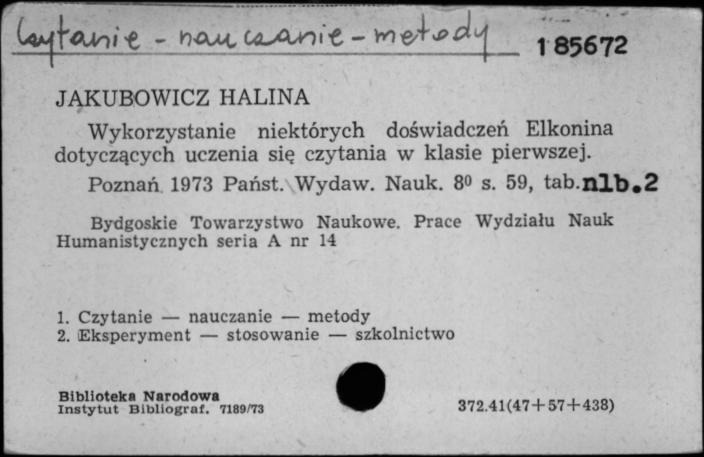 Czytanie - nauczanie - metody
185672
JAKUBOWICZ HALINA
Wykorzystanie niektórych doświadczeń Elkonina
dotyczących uczenia się czytania w klasie pierwszej.
Poznań 1973 Państ. Wydaw. Nauk. 8⁰ s. 59, tab. nlb.2
Bydgoskie Towarzystwo Naukowe. Prace Wydziału Nauk
Humanistycznych seria A nr 14
1. Czytanie — nauczanie — metody
2. Eksperyment — stosowanie — szkolnictwo
Biblioteka Narodowa
Instytut Bibliograf. 7189/73
372.41(47+57+438)